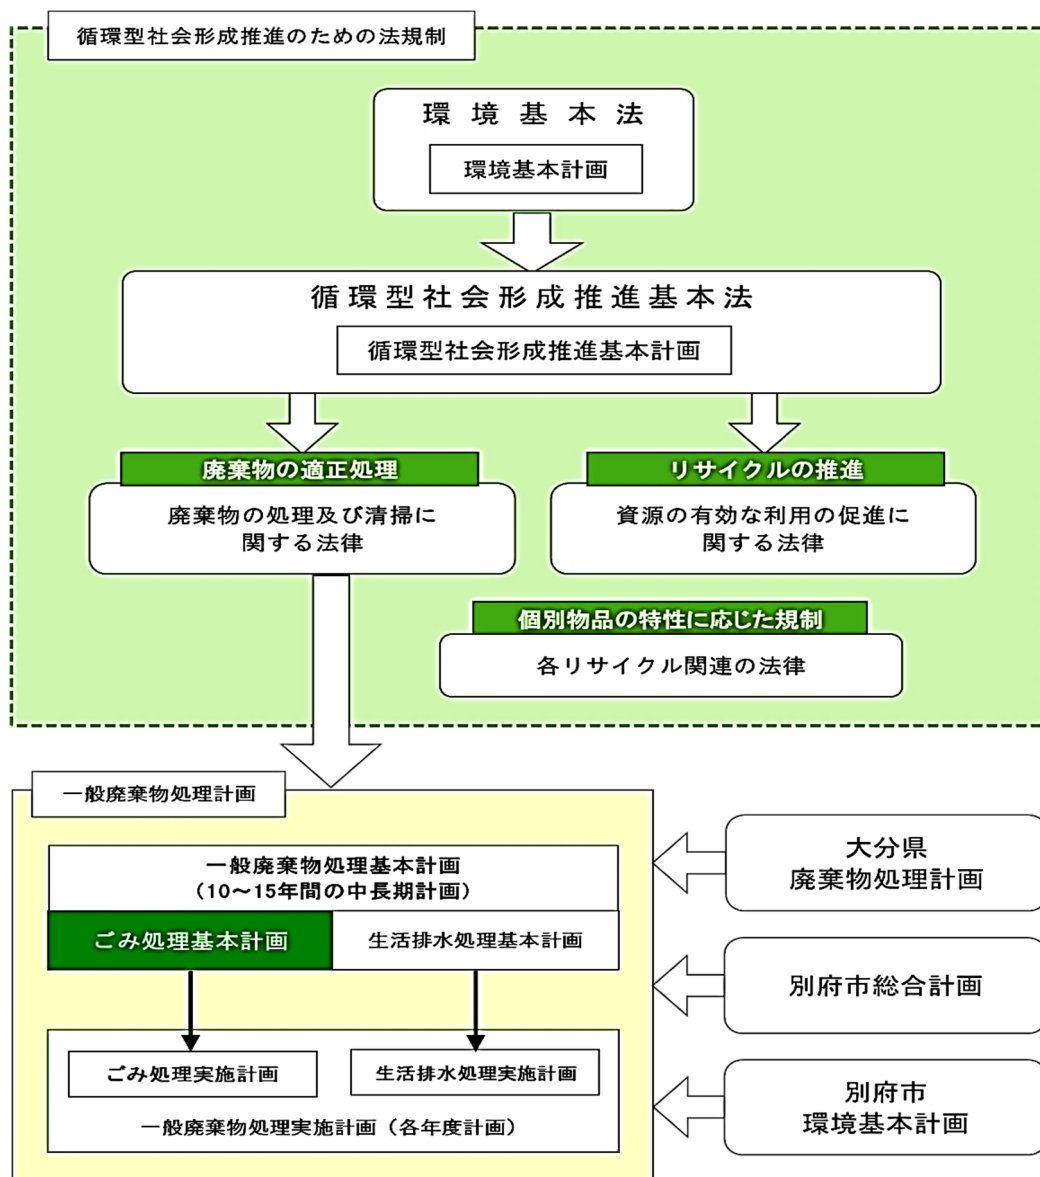 循環型社会形成推進のための法規制
環境基本法
環境基本計画
循環型社会形成推進基本法
循環型社会形成推進基本計画
廃棄物の適正処理
廃棄物の処理及び清掃に
関する法律
リサイクルの推進
資源の有効な利用の促進に
関する法律
個別物品の特性に応じた規制
各リサイクル関連の法律
一般廃棄物処理計画
一般廃棄物処理基本計画
（10～15年間の中長期計画）
ごみ処理基本計画
生活排水処理基本計画
ごみ処理実施計画
生活排水処理実施計画
一般廃棄物処理実施計画（各年度計画）
大分県
廃棄物処理計画
別府市総合計画
別府市
環境基本計画